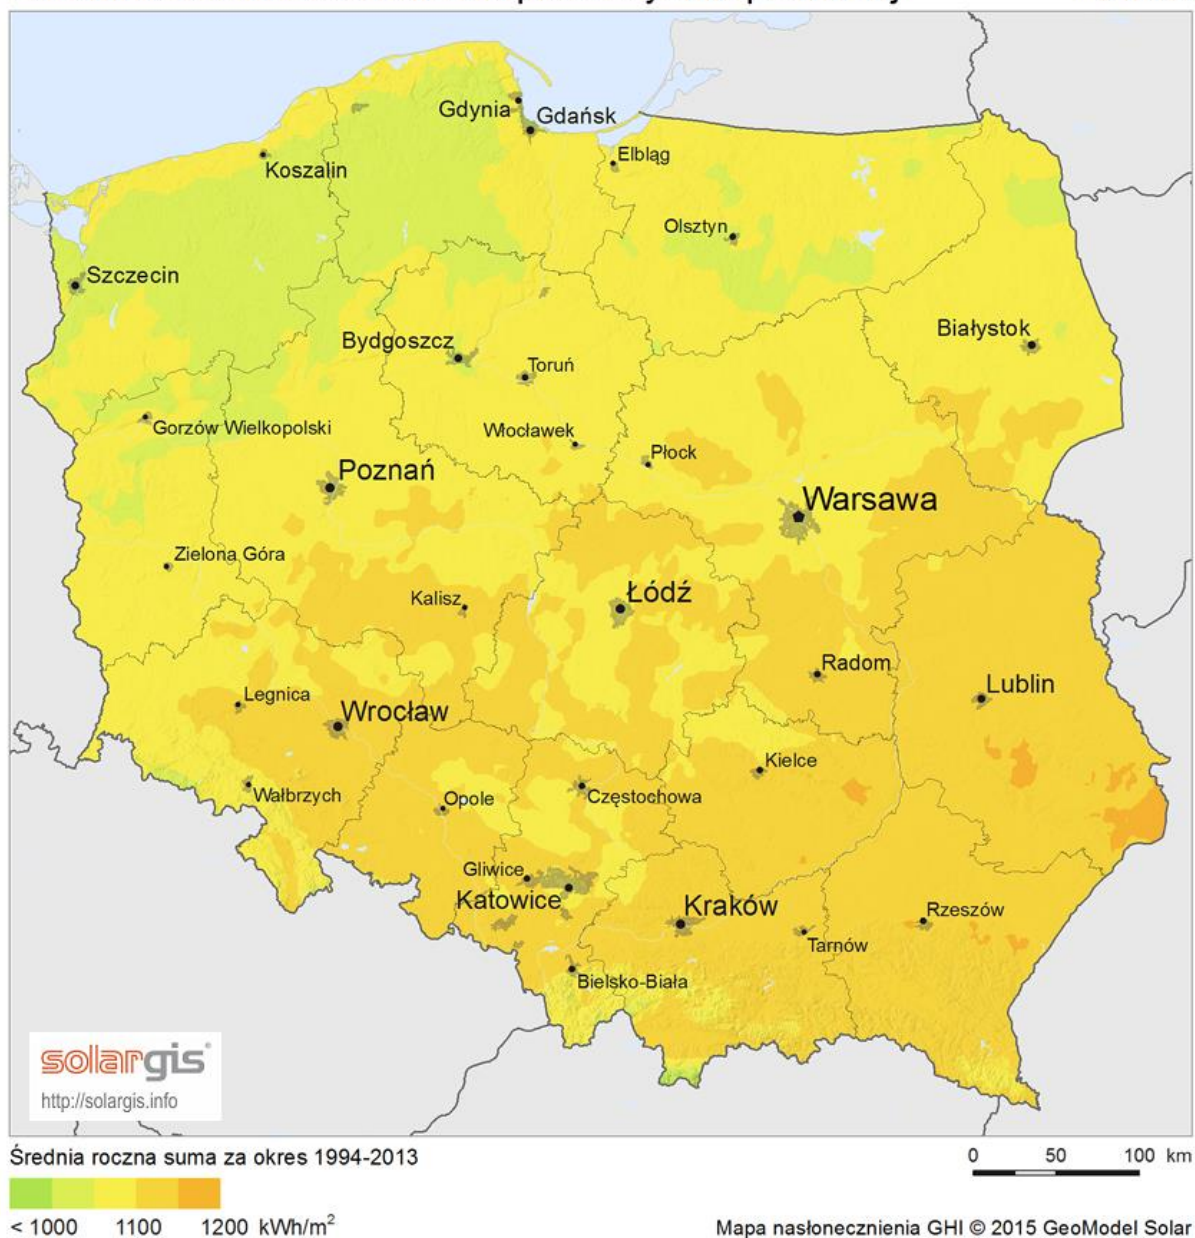 Gdynia
Gdańsk
Koszalin
Elbląg
Olsztyn
Szczecin
Białystok
Bydgoszcz
Toruń
Gorzów Wielkopolski
Włocławek
Płock
Poznań
Warsawa
Zielona Góra
Kalisz
Łódź
Radom
Lublin
Legnica
Wrocław
Kielce
Wałbrzych
Opole
Częstochowa
Gliwice
Katowice
Kraków
Rzeszów
Tarnów
Bielsko-Biała
solargis®
http://solargis.info
Średnia roczna suma za okres 1994-2013
0 50 100 km
< 1000 1100 1200 kWh/m²
Mapa nasłonecznienia GHI © 2015 GeoModel Solar